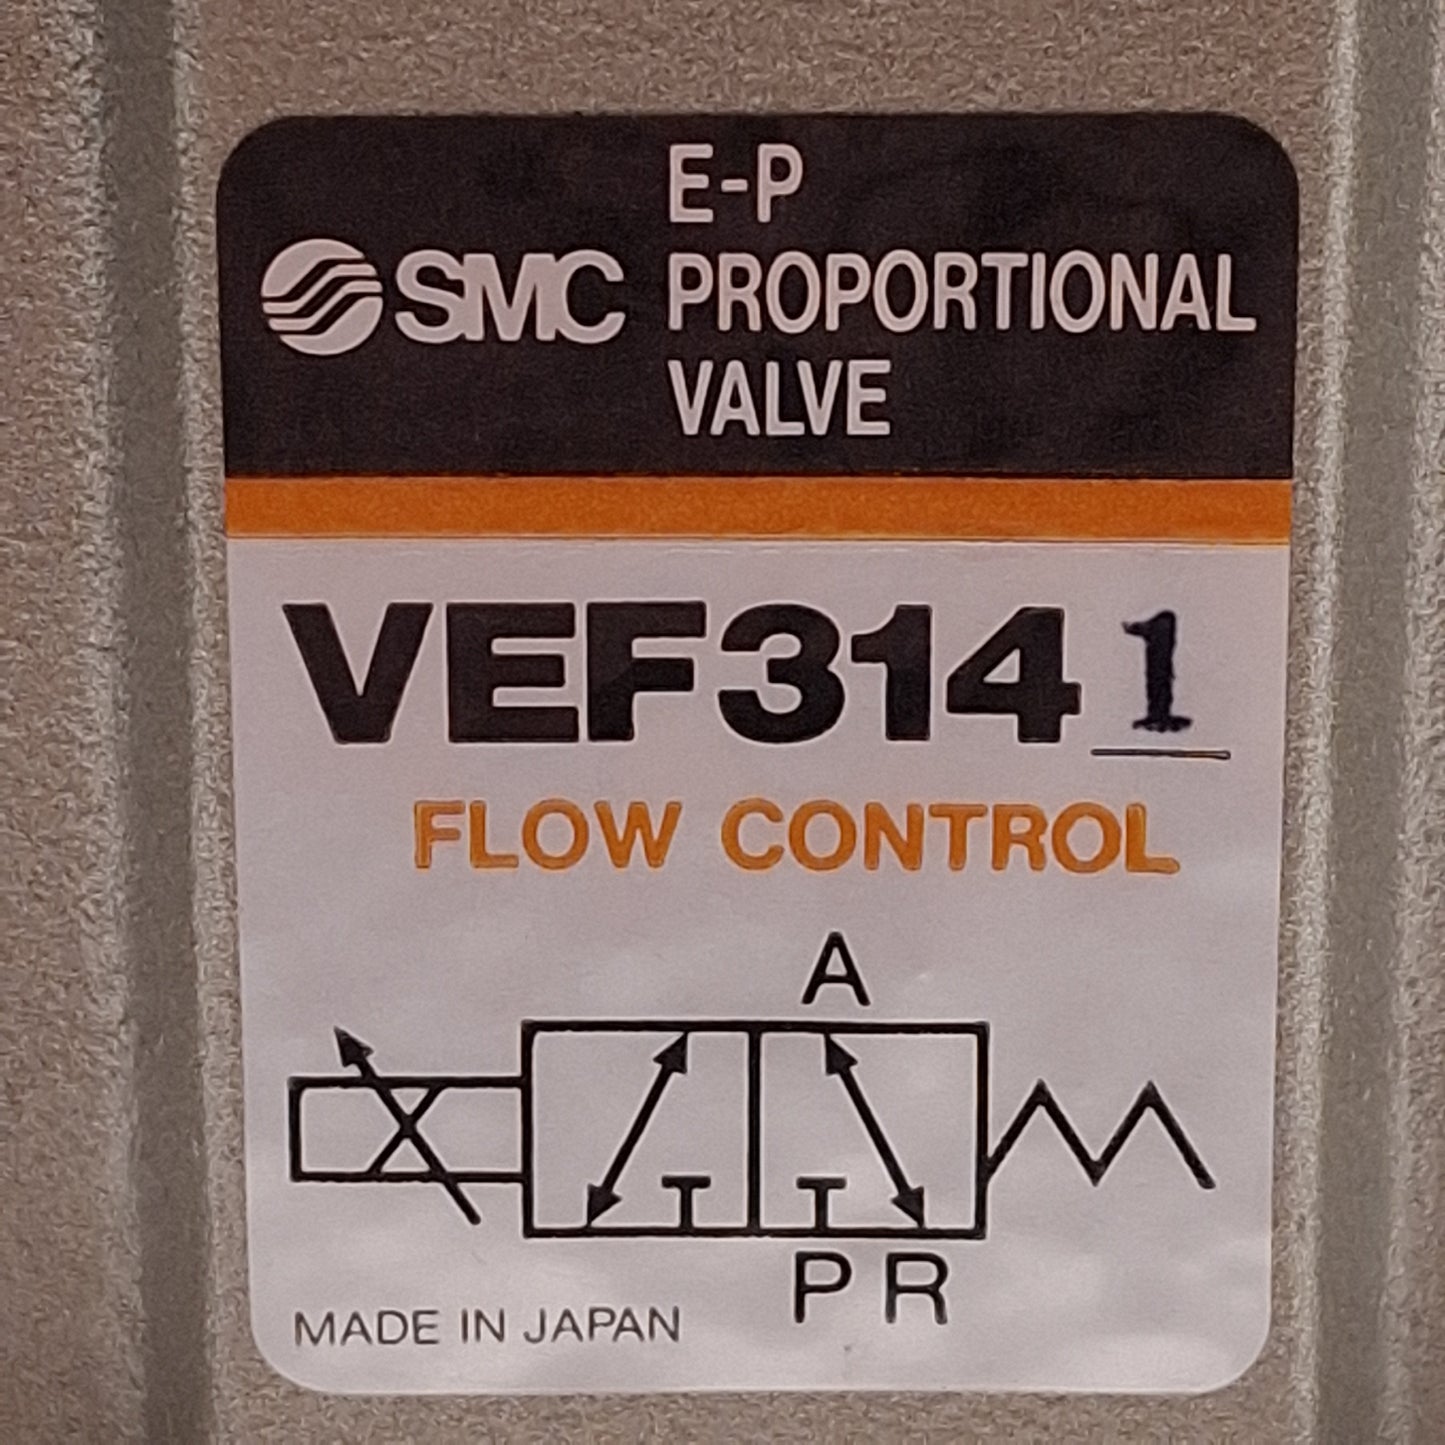 E-P
SMC PROPORTIONAL
VALVE
VEF3141
FLOW CONTROL
A
P R
MADE IN JAPAN